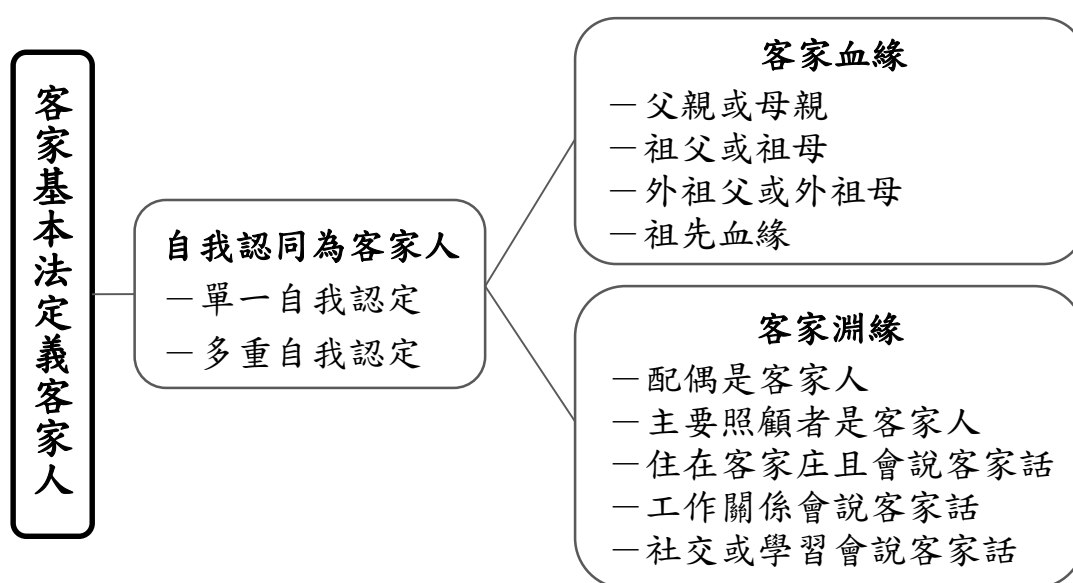 客家基本法定義客家人
自我認同為客家人
－單一自我認定
－多重自我認定
客家血緣
－父親或母親
－祖父或祖母
－外祖父或外祖母
－祖先血緣
客家淵緣
－配偶是客家人
－主要照顧者是客家人
－住在客家庄且會說客家話
－工作關係會說客家話
－社交或學習會說客家話